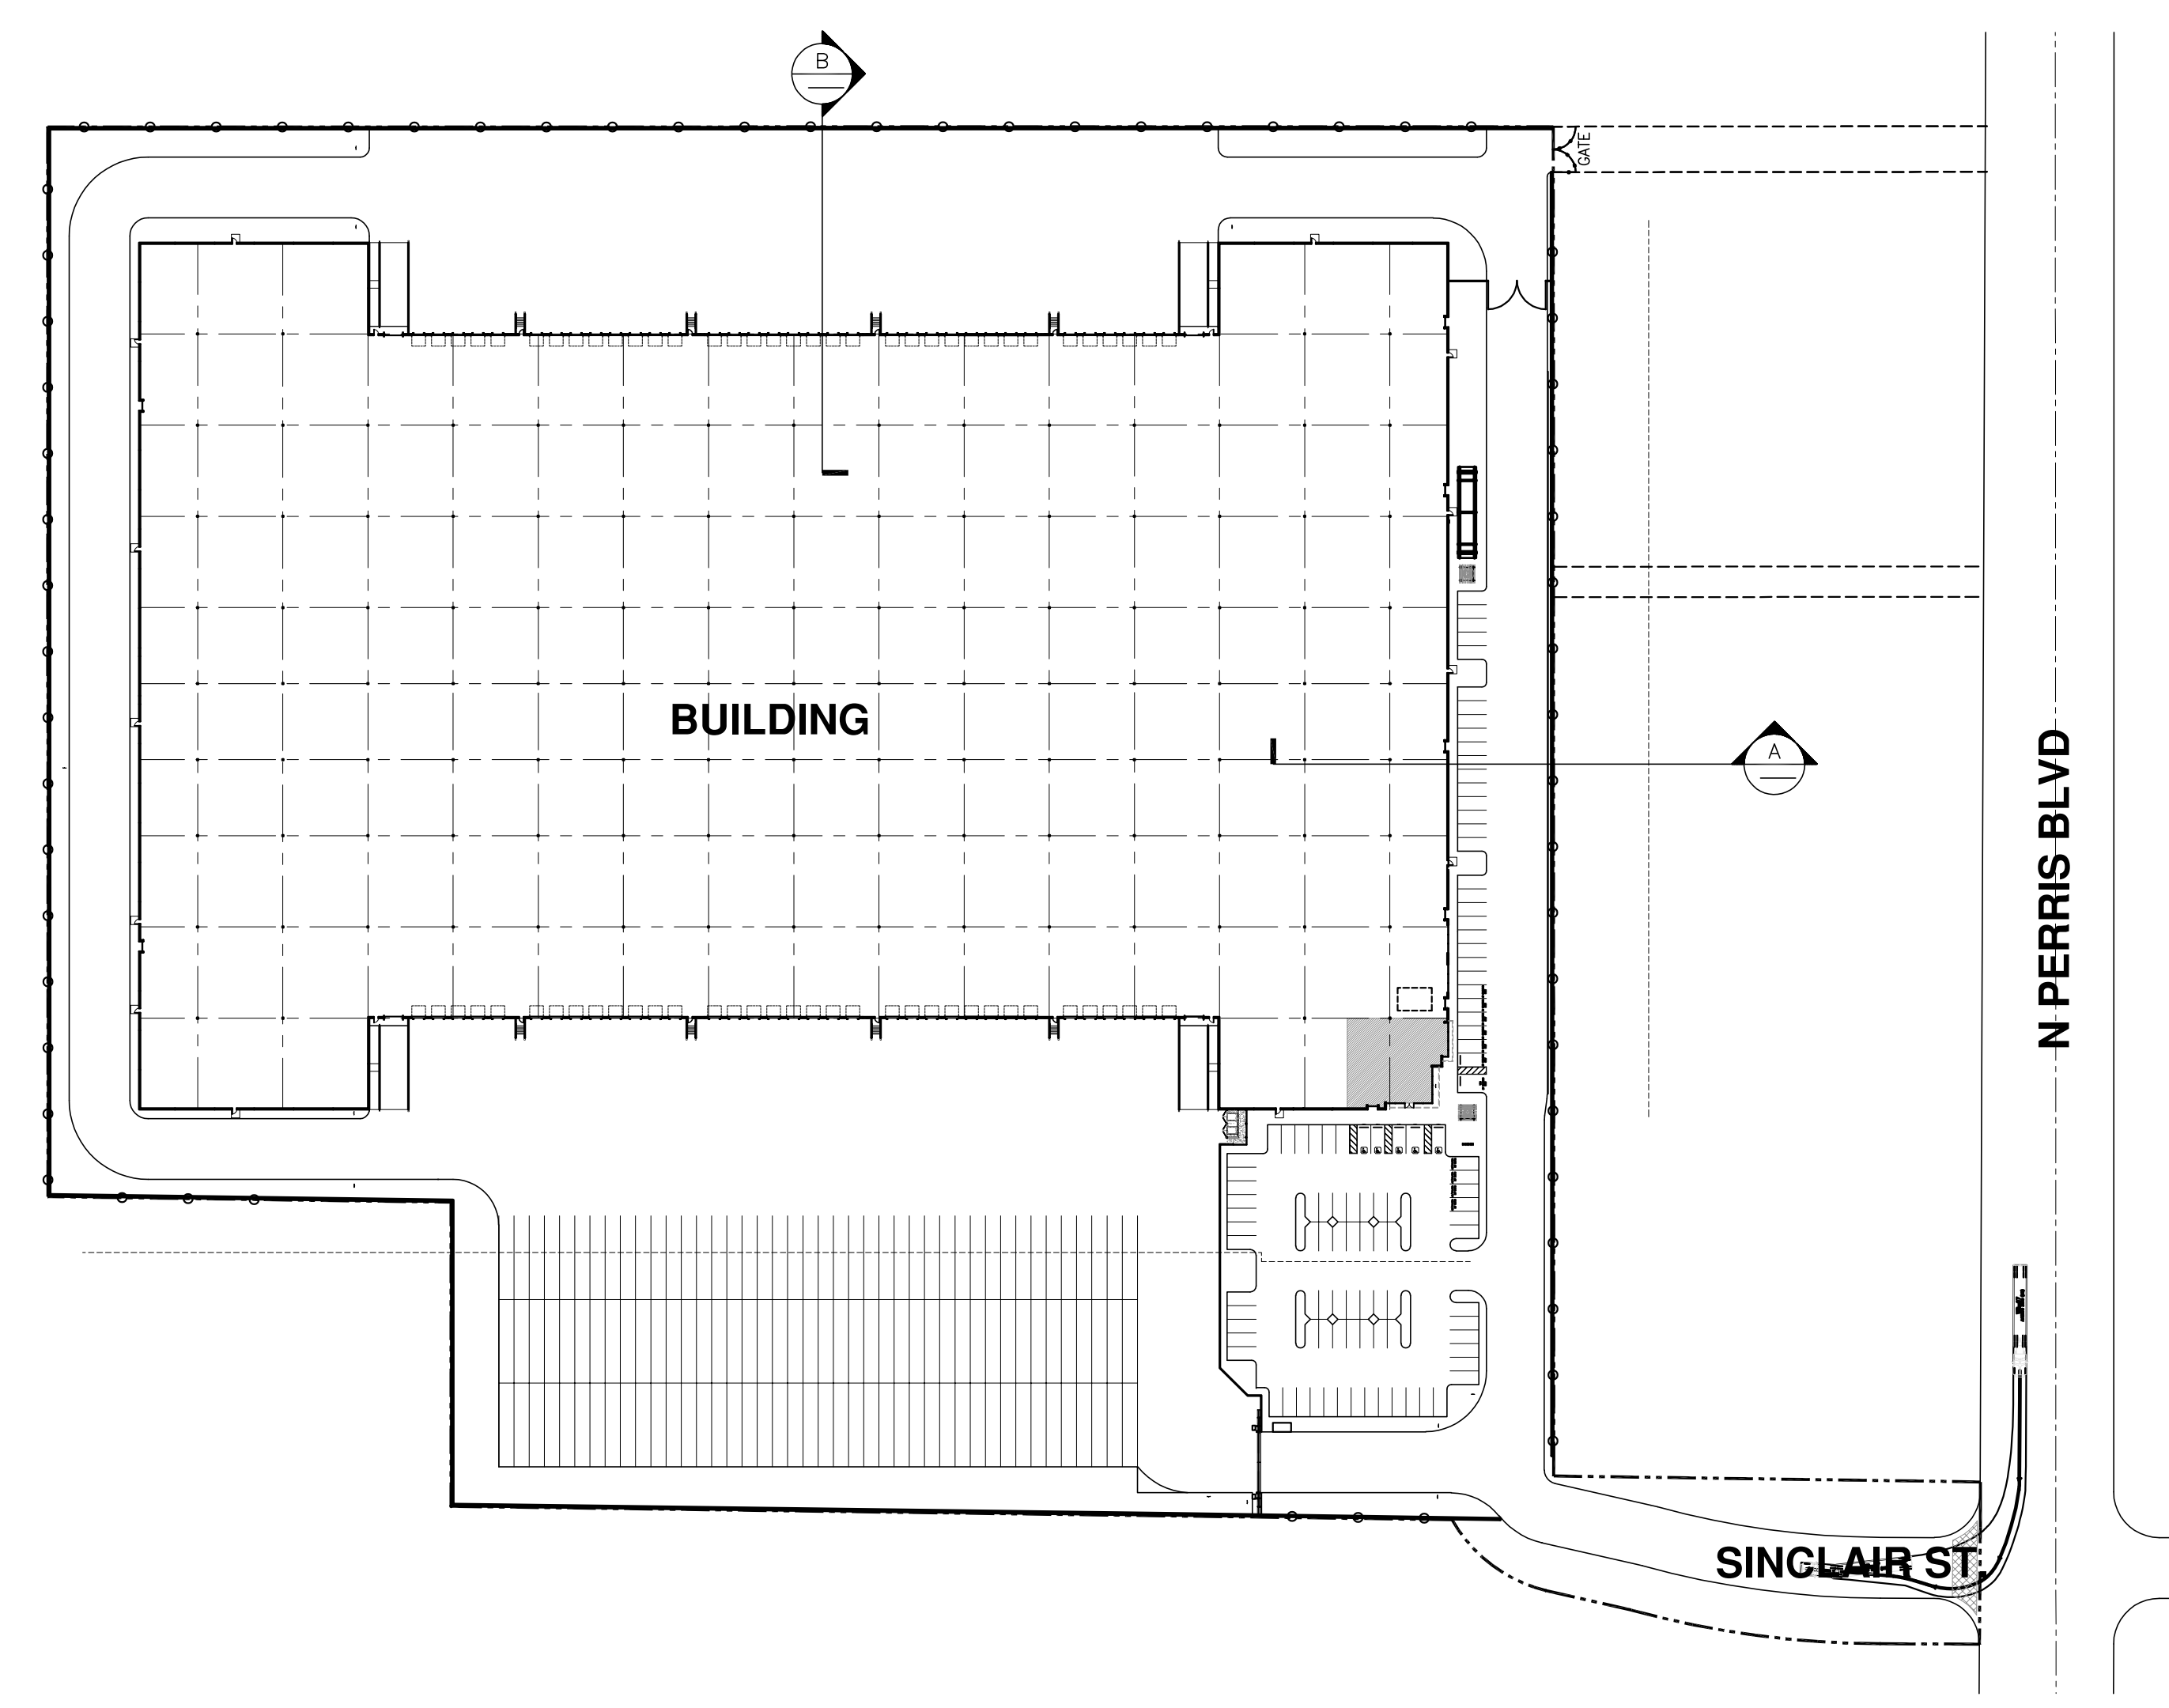 B
GATE
BUILDING
A
N PERRIS BLVD
SINCLAIR ST